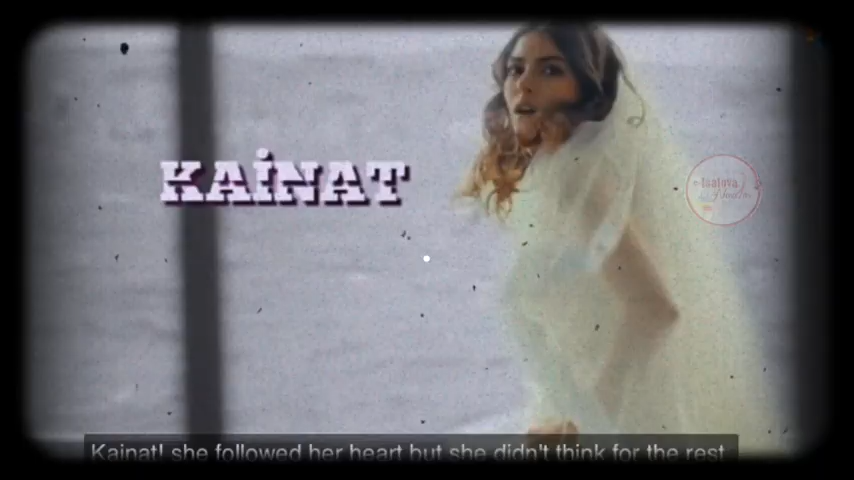 KAİNAT
Kainat! she followed her heart but she didn't think for the rest